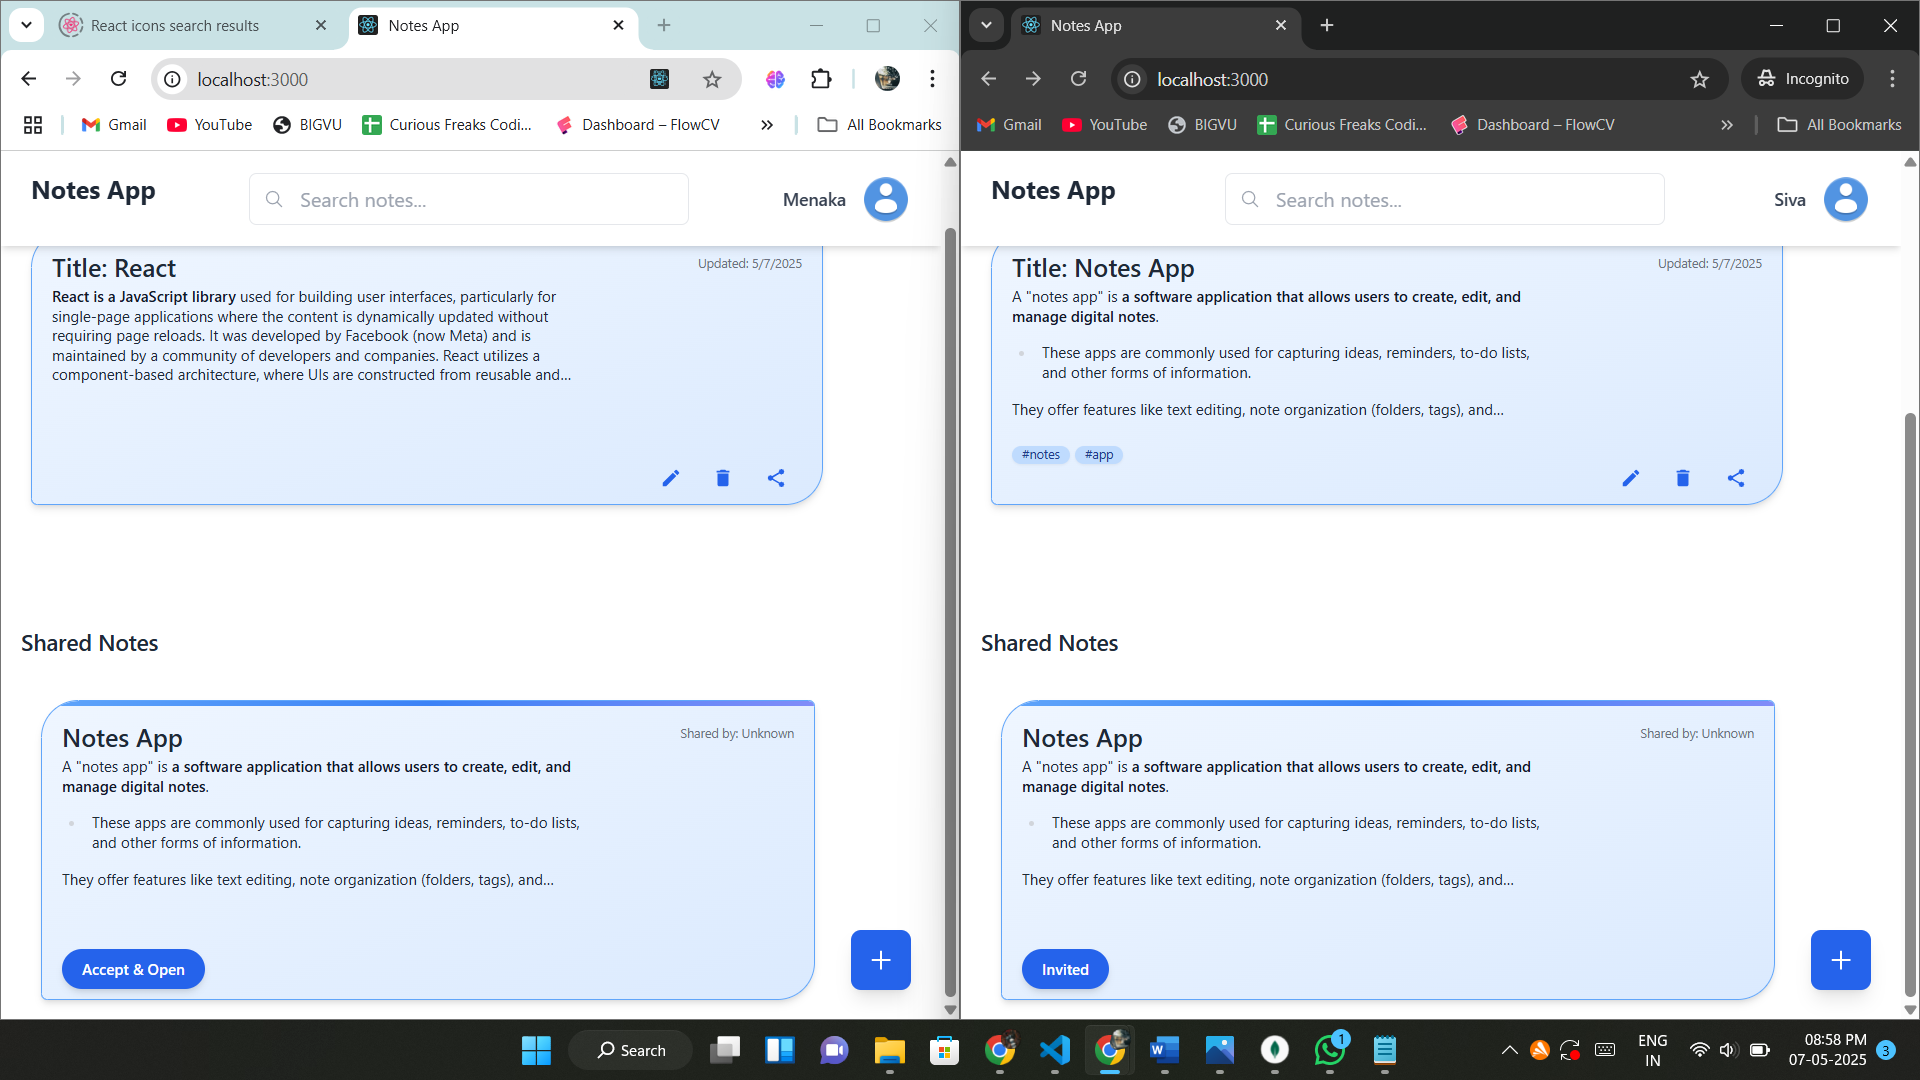 React icons search results
Notes App
localhost:3000
Gmail
YouTube
BIGVU
Curious Freaks Codi...
Dashboard – FlowCV
All Bookmarks
Notes App
Search notes...
Menaka
Title: React
Updated: 5/7/2025
React is a JavaScript library used for building user interfaces, particularly for
single-page applications where the content is dynamically updated without
requiring page reloads. It was developed by Facebook (now Meta) and is
maintained by a community of developers and companies. React utilizes a
component-based architecture, where UIs are constructed from reusable and...
Shared Notes
Notes App
Shared by: Unknown
A "notes app" is a software application that allows users to create, edit, and
manage digital notes.
These apps are commonly used for capturing ideas, reminders, to-do lists,
and other forms of information.
They offer features like text editing, note organization (folders, tags), and...
Accept & Open
Notes App
localhost:3000
Incognito
Gmail
YouTube
BIGVU
Curious Freaks Codi...
Dashboard – FlowCV
All Bookmarks
Notes App
Search notes...
Siva
Title: Notes App
Updated: 5/7/2025
A "notes app" is a software application that allows users to create, edit, and
manage digital notes.
These apps are commonly used for capturing ideas, reminders, to-do lists,
and other forms of information.
They offer features like text editing, note organization (folders, tags), and...
#notes
#app
Shared Notes
Notes App
Shared by: Unknown
A "notes app" is a software application that allows users to create, edit, and
manage digital notes.
These apps are commonly used for capturing ideas, reminders, to-do lists,
and other forms of information.
They offer features like text editing, note organization (folders, tags), and...
Invited
Search
W
1
ENG
IN
08:58 PM
07-05-2025
3